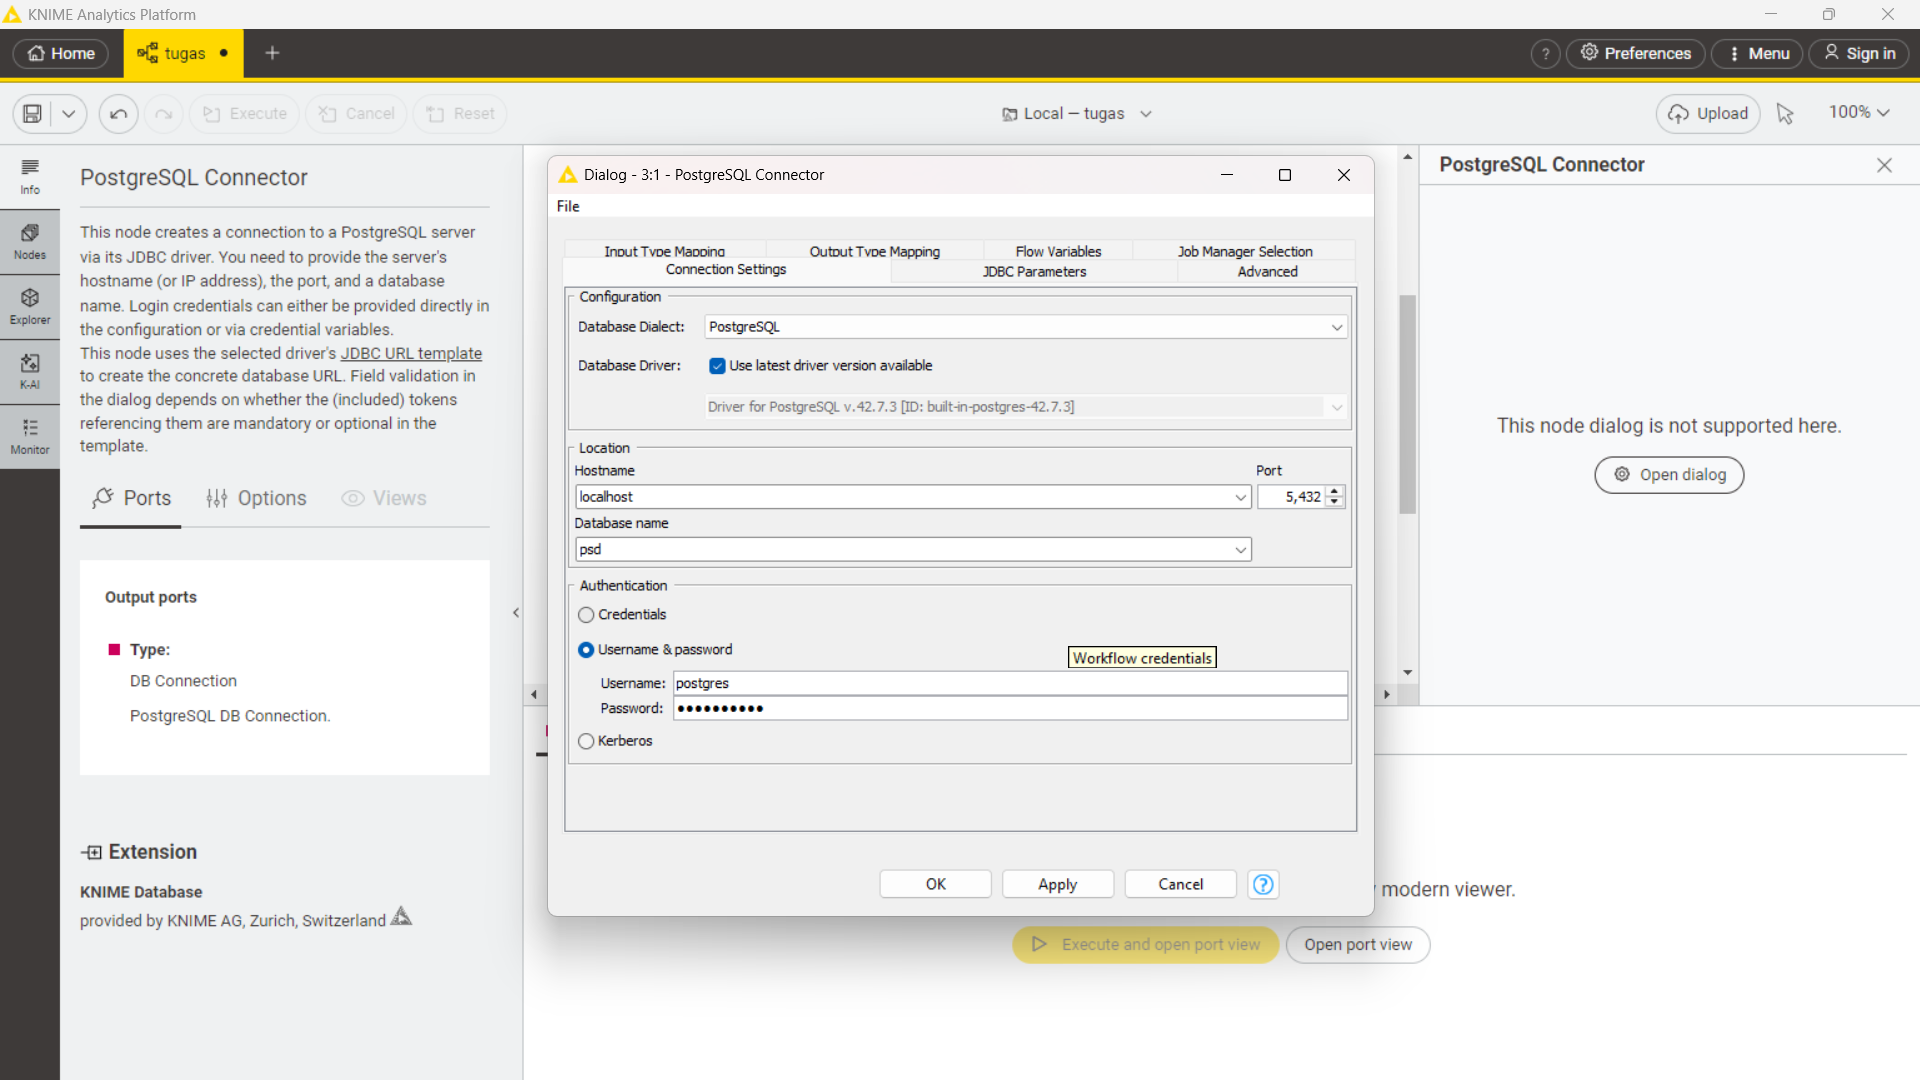 KNIME Analytics Platform
Home
tugas
Preferences
Menu
Sign in
Execute
Cancel
Reset
Local — tugas
Upload
100%
Info
Nodes
Explorer
K-AI
Monitor
PostgreSQL Connector
This node creates a connection to a PostgreSQL server
via its JDBC driver. You need to provide the server's
hostname (or IP address), the port, and a database
name. Login credentials can either be provided directly in
the configuration or via credential variables.
This node uses the selected driver's JDBC URL template
to create the concrete database URL. Field validation in
the dialog depends on whether the (included) tokens
referencing them are mandatory or optional in the
template.
Ports
Options
Views
Output ports
Type:
DB Connection
PostgreSQL DB Connection.
Extension
KNIME Database
provided by KNIME AG, Zurich, Switzerland
Dialog - 3:1 - PostgreSQL Connector
File
Input Type Mapping
Output Type Mapping
Flow Variables
Job Manager Selection
Connection Settings
JDBC Parameters
Advanced
Configuration
Database Dialect:
PostgreSQL
Database Driver:
Use latest driver version available
Driver for PostgreSQL v.42.7.3 [ID: built-in-postgres-42.7.3]
Location
Hostname
Port
localhost
5,432
Database name
psd
Authentication
Credentials
Username & password
Workflow credentials
Username:
postgres
Password:
••••••••••
Kerberos
OK
Apply
Cancel
?
PostgreSQL Connector
This node dialog is not supported here.
Open dialog
modern viewer.
Execute and open port view
Open port view